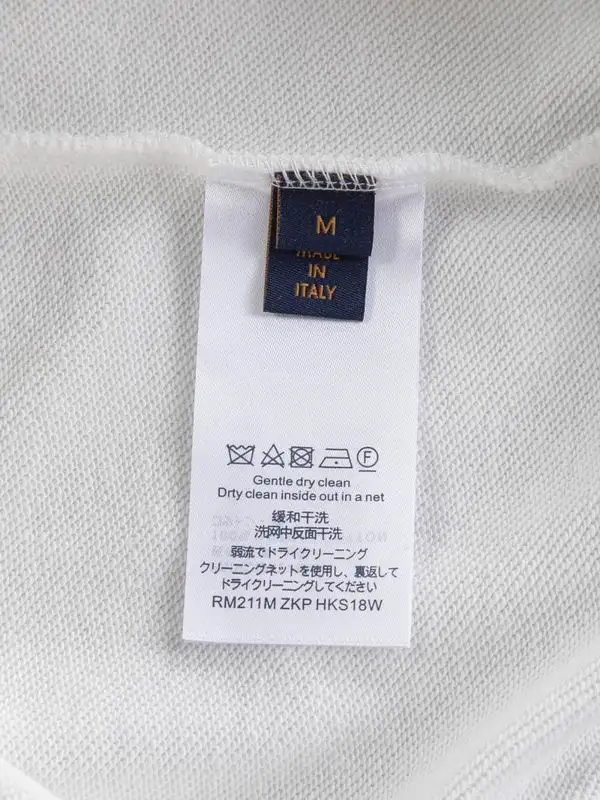 M
MADE
IN
ITALY
F
Gentle dry clean
Drty clean inside out in a net
缓和干洗
洗网中反面干洗
弱流でドライクリーニング
クリーニングネットを使用し、裏返して
ドライクリーニングしてください
RM211M ZKP HKS18W